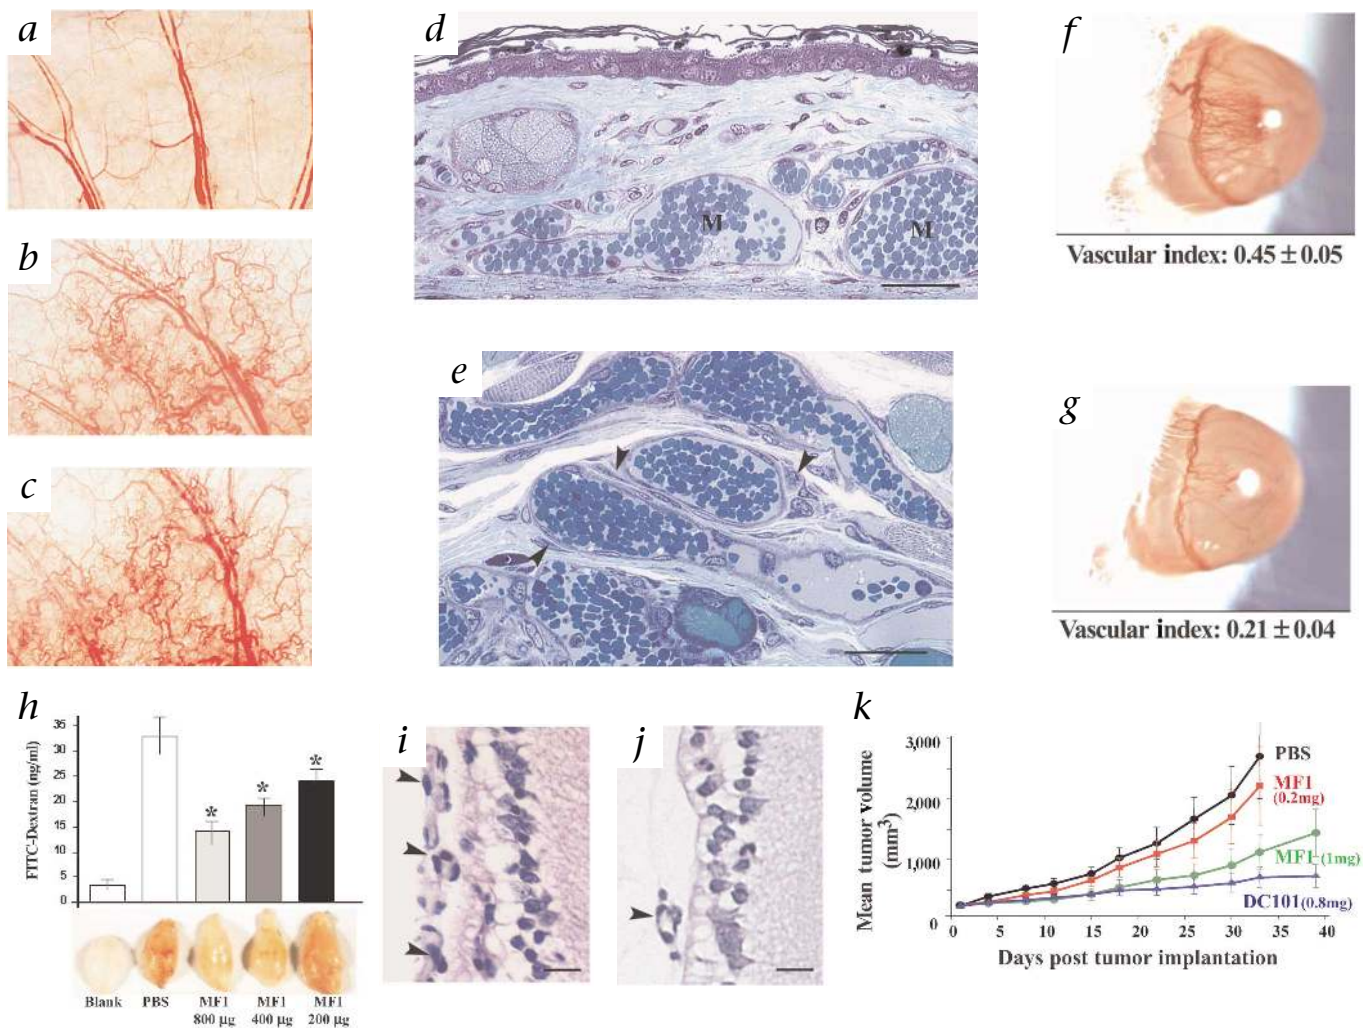 a
b
c
d
M
M
e
f
Vascular index: 0.45 ± 0.05
g
Vascular index: 0.21 ± 0.04
h
FITC-Dextran (ng/ml)
35
30
25
20
15
10
5
0
*
*
*
Blank PBS MF1 MF1 MF1
800 µg 400 µg 200 µg
i
j
k
Mean tumor volume
(mm³)
3,000
2,000
1,000
0
PBS
MF1
(0.2mg)
MF1 (1mg)
DC101 (0.8mg)
0 5 10 15 20 25 30 35 40
Days post tumor implantation